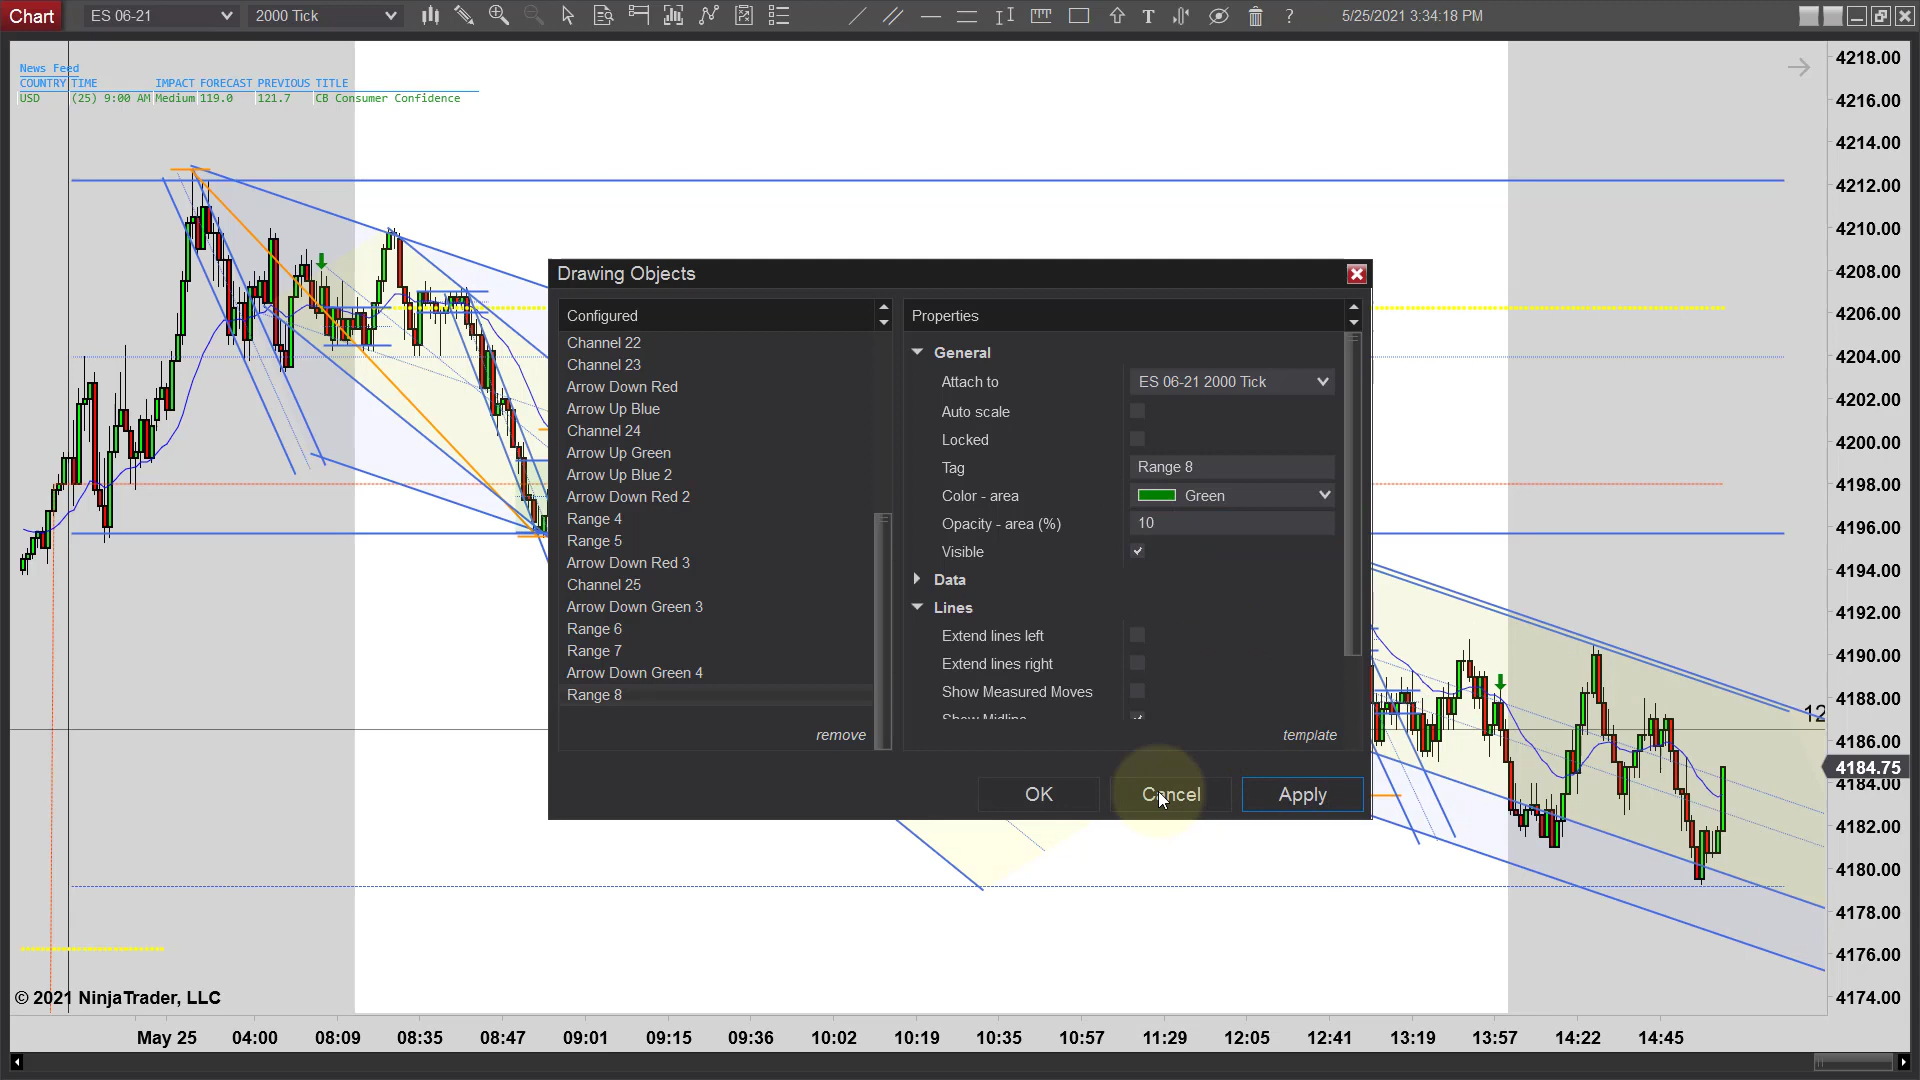 Chart ES 06-21 2000 Tick T ? 5/25/2021 3:34:18 PM
News Feed
COUNTRY TIME IMPACT FORECAST PREVIOUS TITLE
USD (25) 9:00 AM Medium 119.0 121.7 CB Consumer Confidence
4218.00
4216.00
4214.00
4212.00
4210.00
4208.00
4206.00
4204.00
4202.00
4200.00
4198.00
4196.00
4194.00
4192.00
4190.00
4188.00
4186.00
4184.75
4184.00
4182.00
4180.00
4178.00
4176.00
4174.00
12
Drawing Objects
Configured
Channel 22
Channel 23
Arrow Down Red
Arrow Up Blue
Channel 24
Arrow Up Green
Arrow Up Blue 2
Arrow Down Red 2
Range 4
Range 5
Arrow Down Red 3
Channel 25
Arrow Down Green 3
Range 6
Range 7
Arrow Down Green 4
Range 8
remove
Properties
General
Attach to ES 06-21 2000 Tick
Auto scale
Locked
Tag Range 8
Color - area Green
Opacity - area (%) 10
Visible
Data
Lines
Extend lines left
Extend lines right
Show Measured Moves
Show Midline
template
OK Cancel Apply
© 2021 NinjaTrader, LLC
May 25 04:00 08:09 08:35 08:47 09:01 09:15 09:36 10:02 10:19 10:35 10:57 11:29 12:05 12:41 13:19 13:57 14:22 14:45